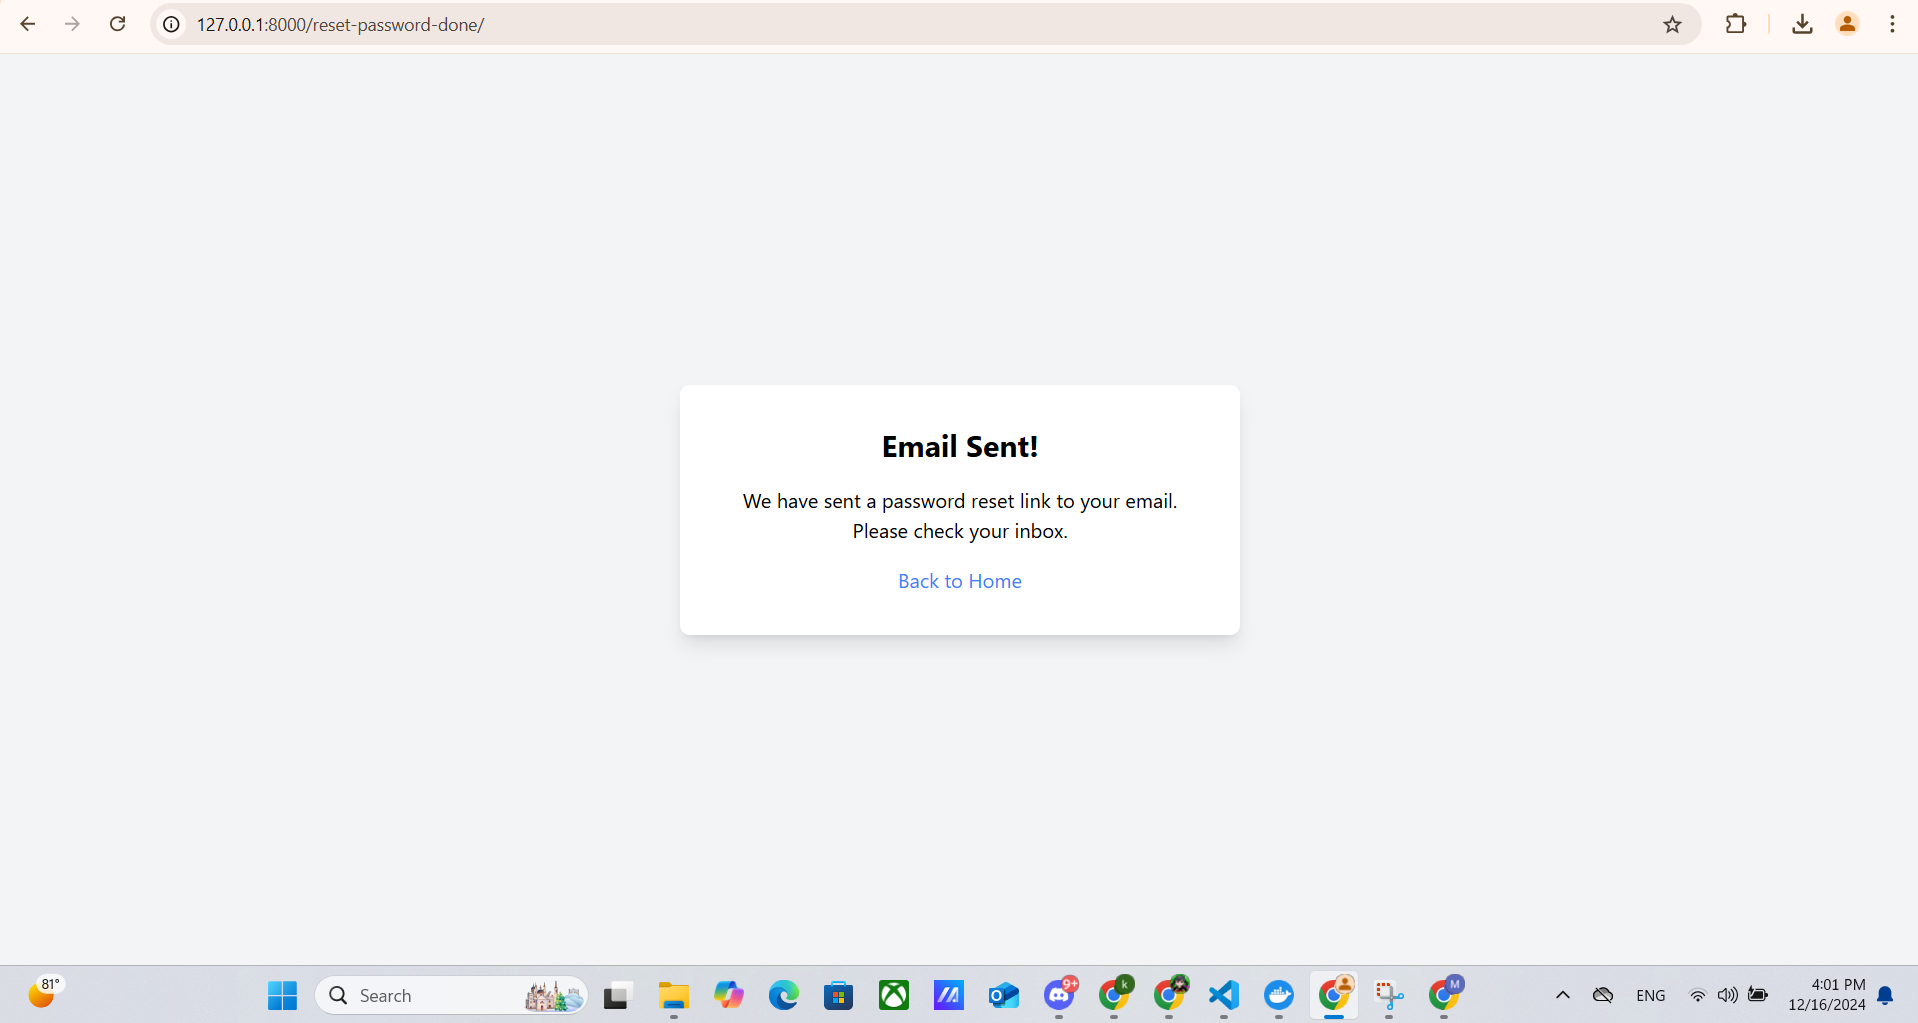 127.0.0.1:8000/reset-password-done/
Email Sent!
We have sent a password reset link to your email.
Please check your inbox.
Back to Home
81°
Search
9+
k
M
ENG
4:01 PM
12/16/2024